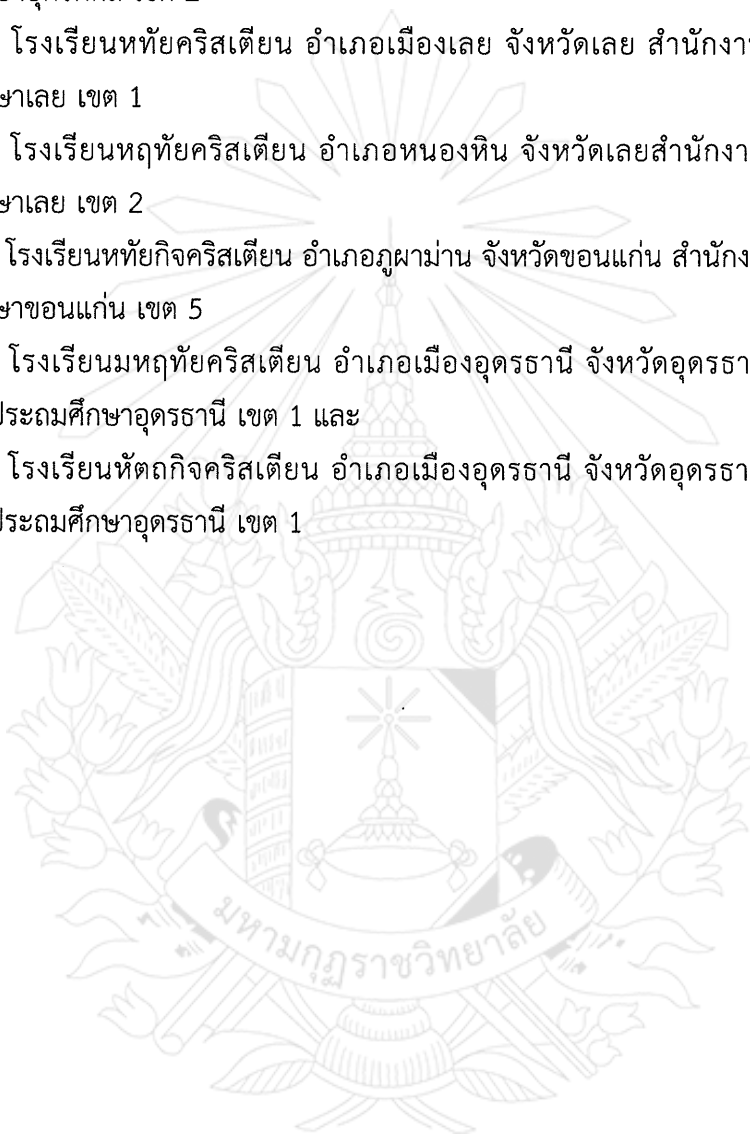 โรงเรียนหทัยคริสเตียน อำเภอเมืองเลย จังหวัดเลย สำนักงา
ษาเลย เขต 1
โรงเรียนหฤทัยคริสเตียน อำเภอหนองหิน จังหวัดเลยสำนักงา
ษาเลย เขต 2
โรงเรียนหทัยกิจคริสเตียน อำเภอภูผาม่าน จังหวัดขอนแก่น สำนักง
ษาขอนแก่น เขต 5
โรงเรียนมหฤทัยคริสเตียน อำเภอเมืองอุดรธานี จังหวัดอุดรธา
ประถมศึกษาอุดรธานี เขต 1 และ
โรงเรียนหัตถกิจคริสเตียน อำเภอเมืองอุดรธานี จังหวัดอุดรธา
ประถมศึกษาอุดรธานี เขต 1
มหามกุฏราชวิทยาลัย